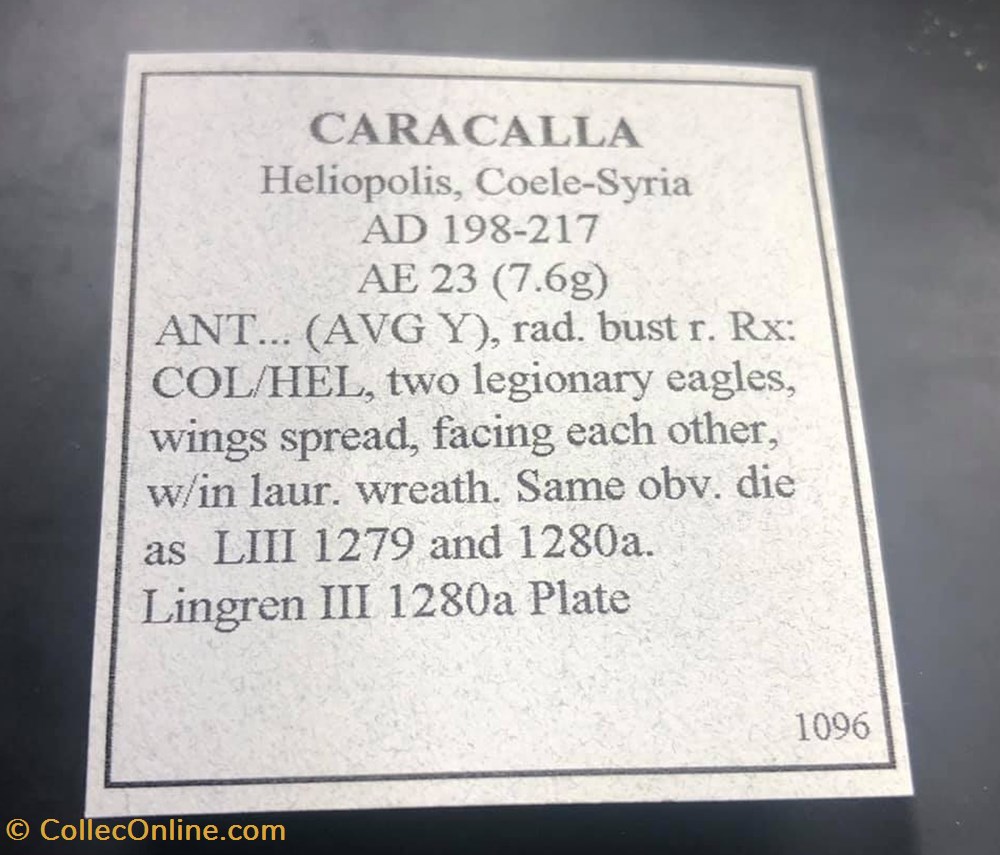 CARACALLA
Heliopolis, Coele-Syria
AD 198-217
AE 23 (7.6g)
ANT... (AVG Y), rad. bust r. Rx:
COL/HEL, two legionary eagles,
wings spread, facing each other,
w/in laur. wreath. Same obv. die
as LIII 1279 and 1280a.
Lingren III 1280a Plate
1096
© CollecOnline.com